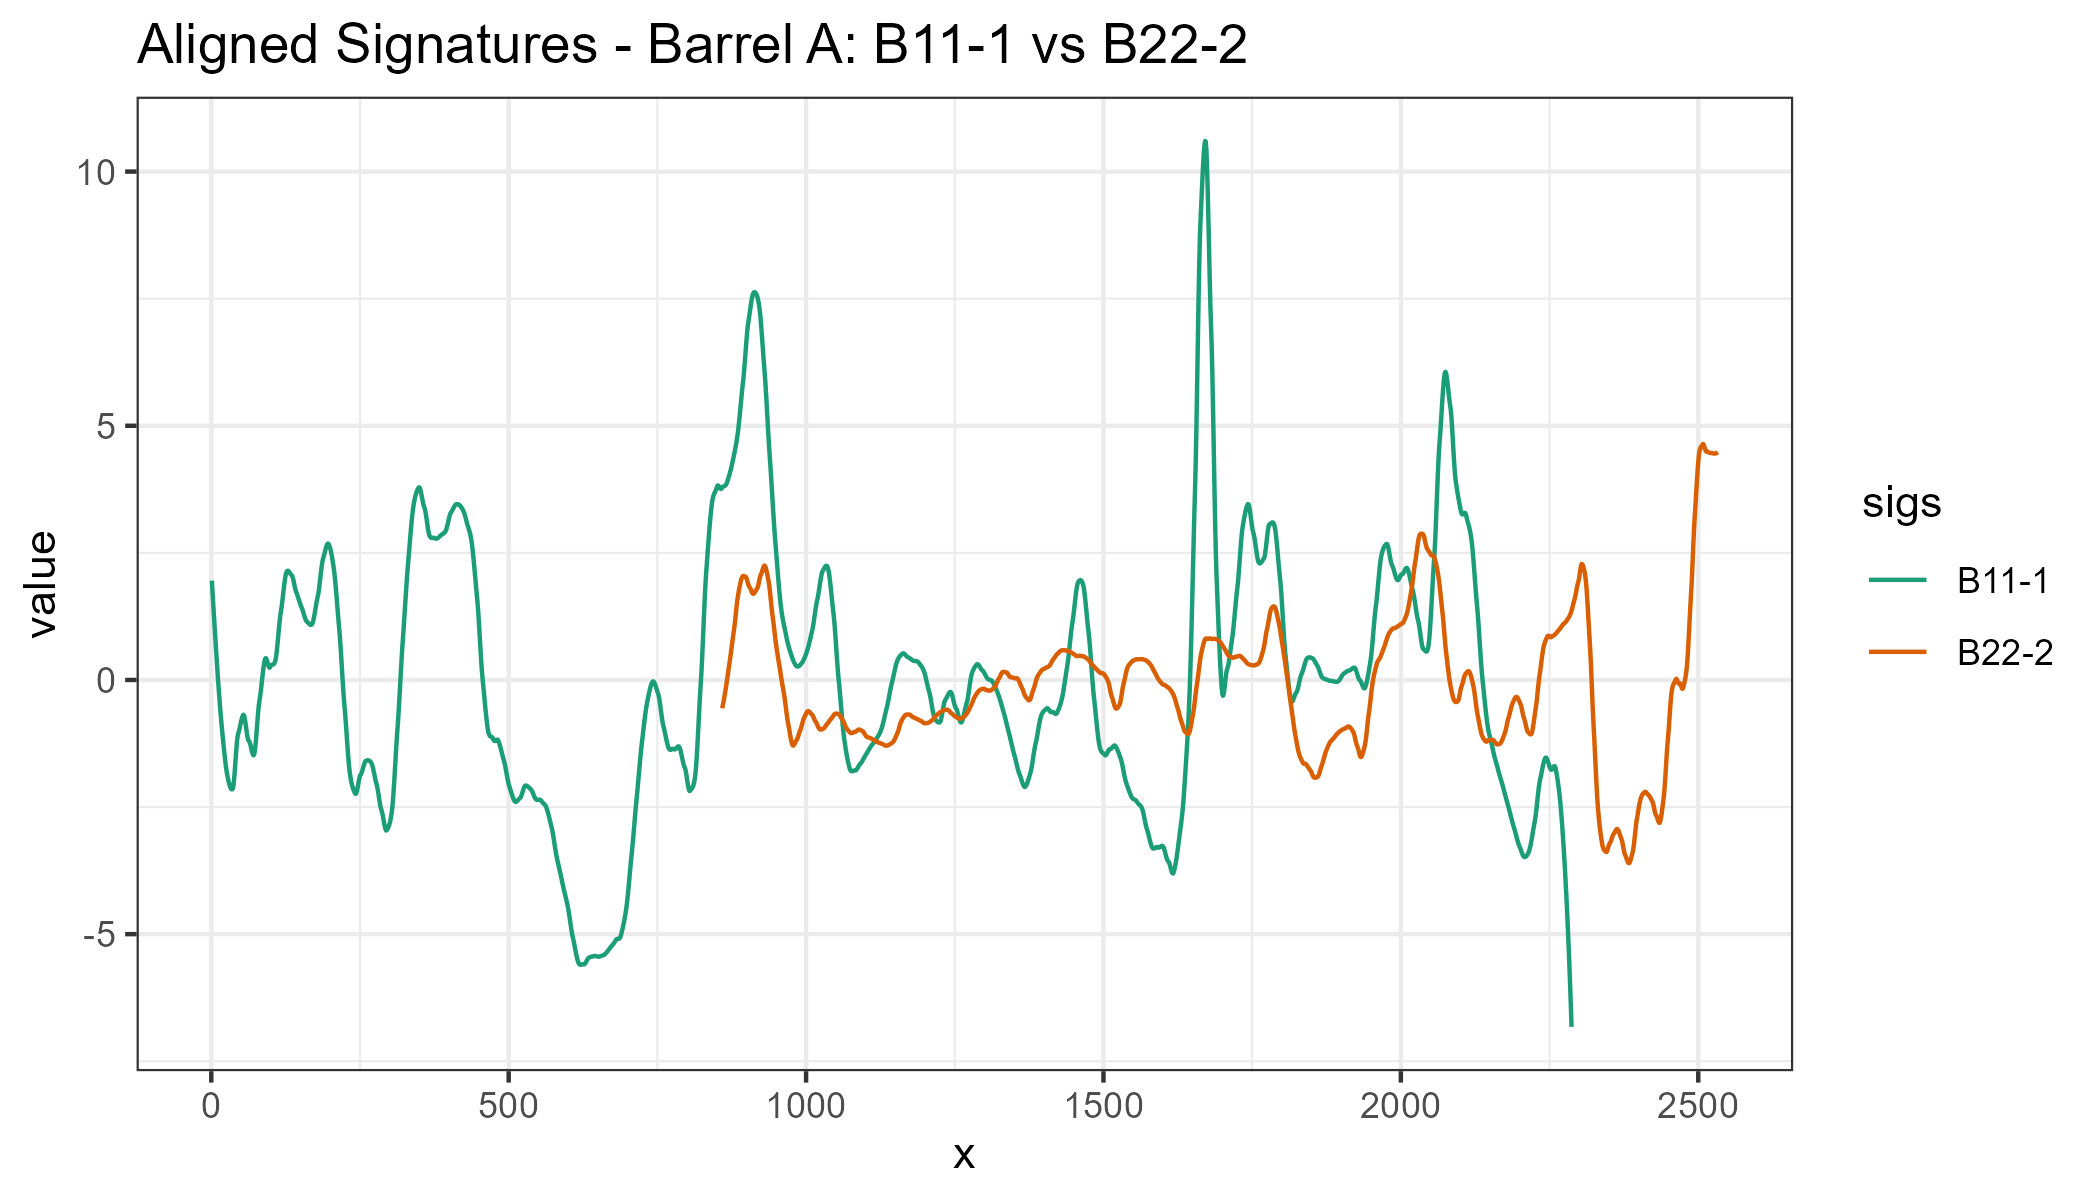 Aligned Signatures - Barrel A: B11-1 vs B22-2
10
5
0
-5
value
0 500 1000 1500 2000 2500
x
sigs
B11-1
B22-2